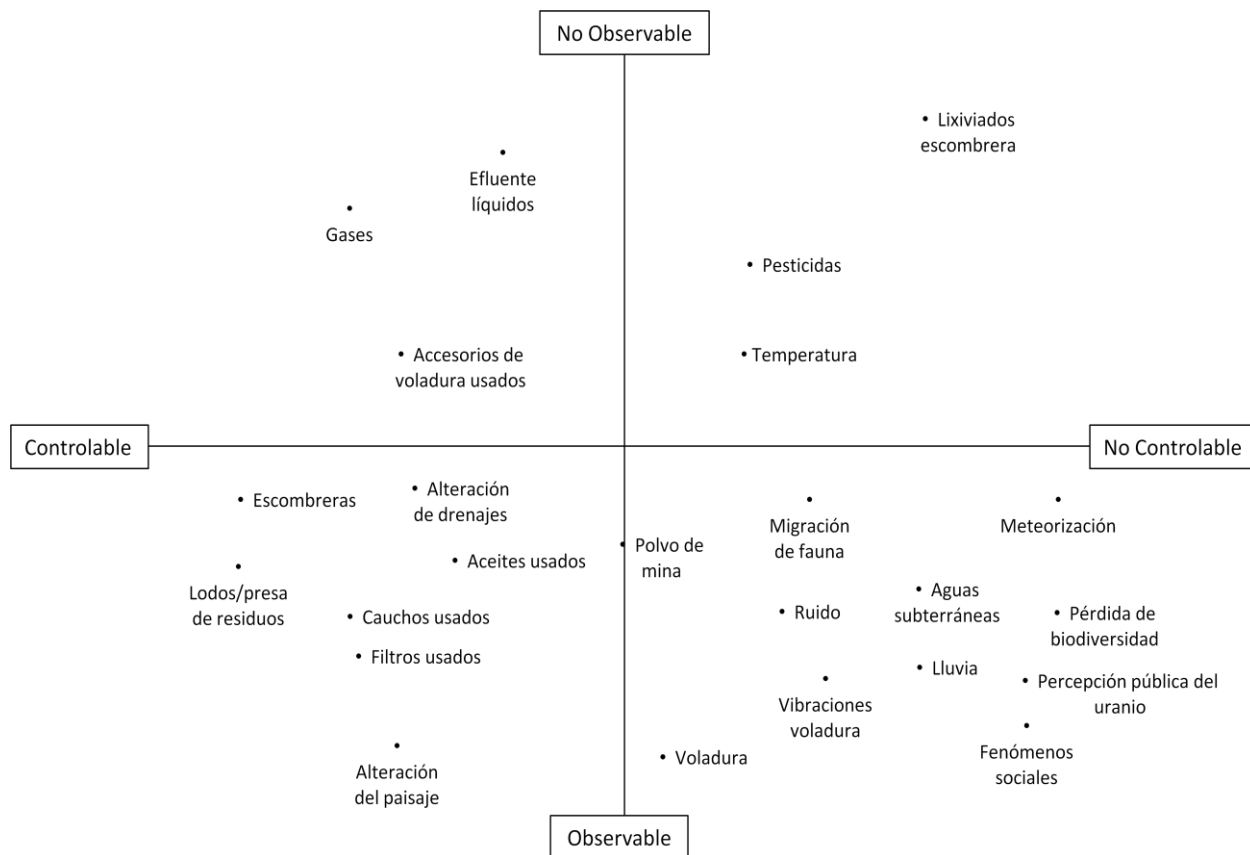 No Observable
Lixiviados
escombrera
Efluente
líquidos
Gases
Pesticidas
Accesorios de
voladura usados
Temperatura
Controlable
No Controlable
Escombreras
Alteración
de drenajes
Migración
de fauna
Meteorización
Polvo de
mina
Aceites usados
Lodos/presa
de residuos
Cauchos usados
Ruido
Aguas
subterráneas
Pérdida de
biodiversidad
Filtros usados
Lluvia
Percepción pública del
uranio
Vibraciones
voladura
Fenómenos
sociales
Voladura
Alteración
del paisaje
Observable